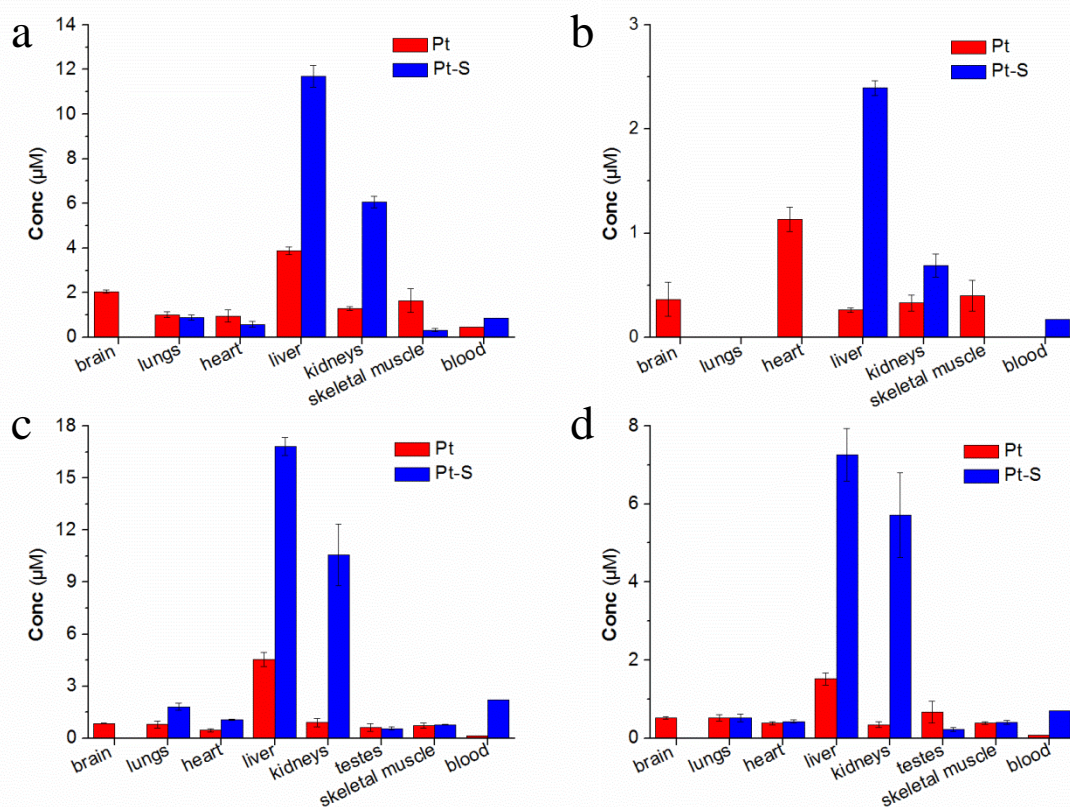 a
14
12
10
8
6
4
2
0
Conc (μM)
Pt
Pt-S
brain
lungs
heart
liver
kidneys
skeletal muscle
blood
b
3
2
1
0
Conc (μM)
Pt
Pt-S
brain
lungs
heart
liver
kidneys
skeletal muscle
blood
c
18
15
12
9
6
3
0
Conc (μM)
Pt
Pt-S
brain
lungs
heart
liver
kidneys
testes
skeletal muscle
blood
d
8
6
4
2
0
Conc (μM)
Pt
Pt-S
brain
lungs
heart
liver
kidneys
testes
skeletal muscle
blood